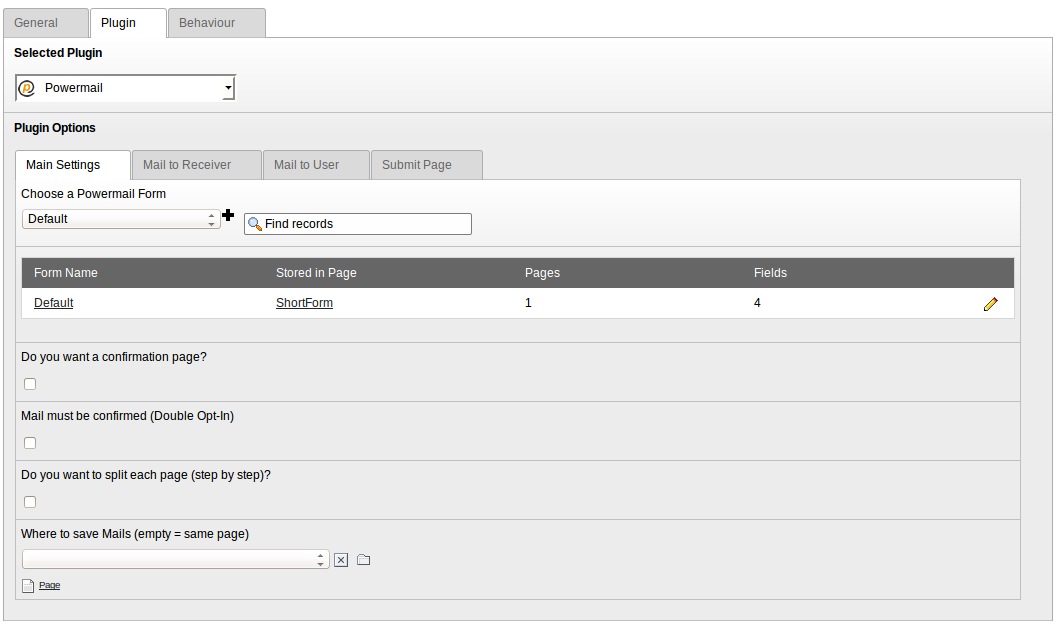 General Plugin Behaviour
Selected Plugin
Powermail
Plugin Options
Main Settings Mail to Receiver Mail to User Submit Page
Choose a Powermail Form
Default Find records
Form Name Stored in Page Pages Fields
Default ShortForm 1 4
Do you want a confirmation page?
Mail must be confirmed (Double Opt-In)
Do you want to split each page (step by step)?
Where to save Mails (empty = same page)
Page